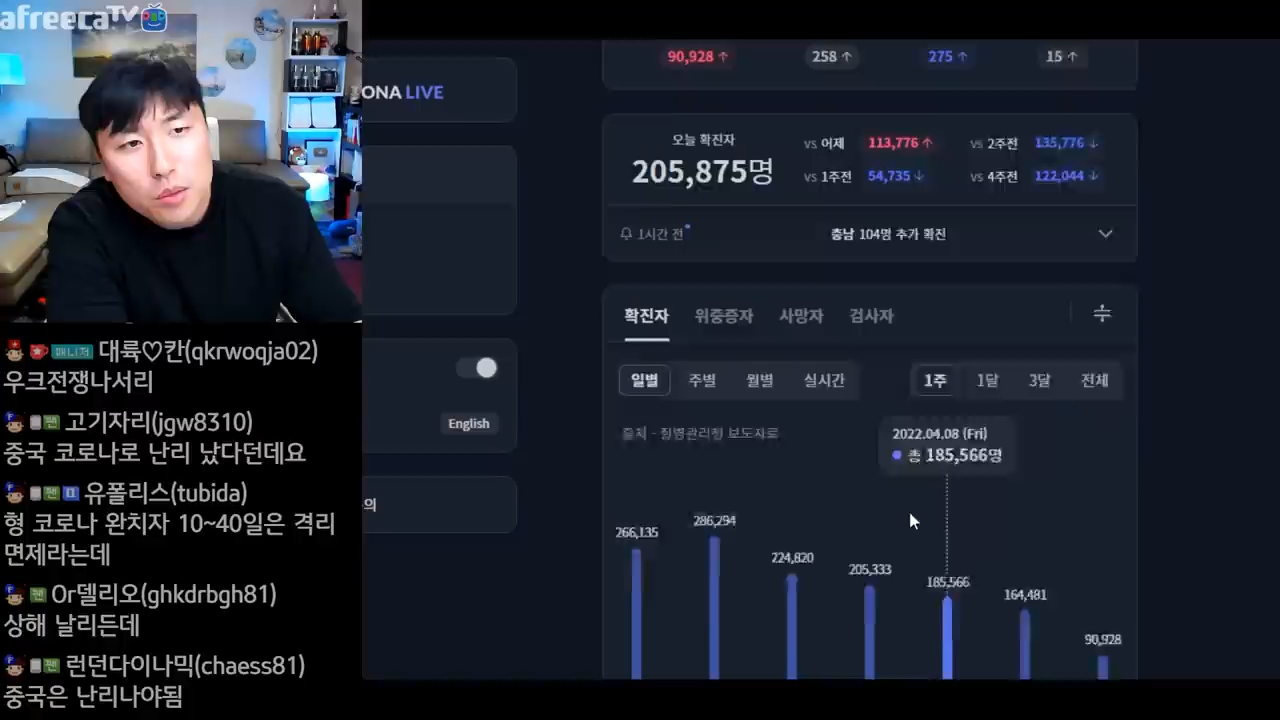 afreecaTV
ONA LIVE
90,928 ↑
258 ↑
275 ↑
15 ↑
오늘 확진자
205,875명
vs 어제 113,776 ↑
vs 2주전 135,776 ↓
vs 1주전 54,735 ↓
vs 4주전 122,044 ↓
1시간 전
충남 104명 추가 확진
확진자 위중증자 사망자 검사자
일별 주별 월별 실시간
1주 1달 3달 전체
출처 - 질병관리청 보도자료
2022.04.08 (Fri)
총 185,566명
266,135
286,294
224,820
205,333
185,566
164,481
90,928
English
의
매니저 대륙♡칸(qkrwoqja02)
우크전쟁나서리
팬 고기자리(jgw8310)
중국 코로나로 난리 났다던데요
팬 유폴리스(tubida)
형 코로나 완치자 10~40일은 격리
면제라는데
팬 Or델리오(ghkdrbgh81)
상해 날리든데
팬 런던다이나믹(chaess81)
중국은 난리나야됨